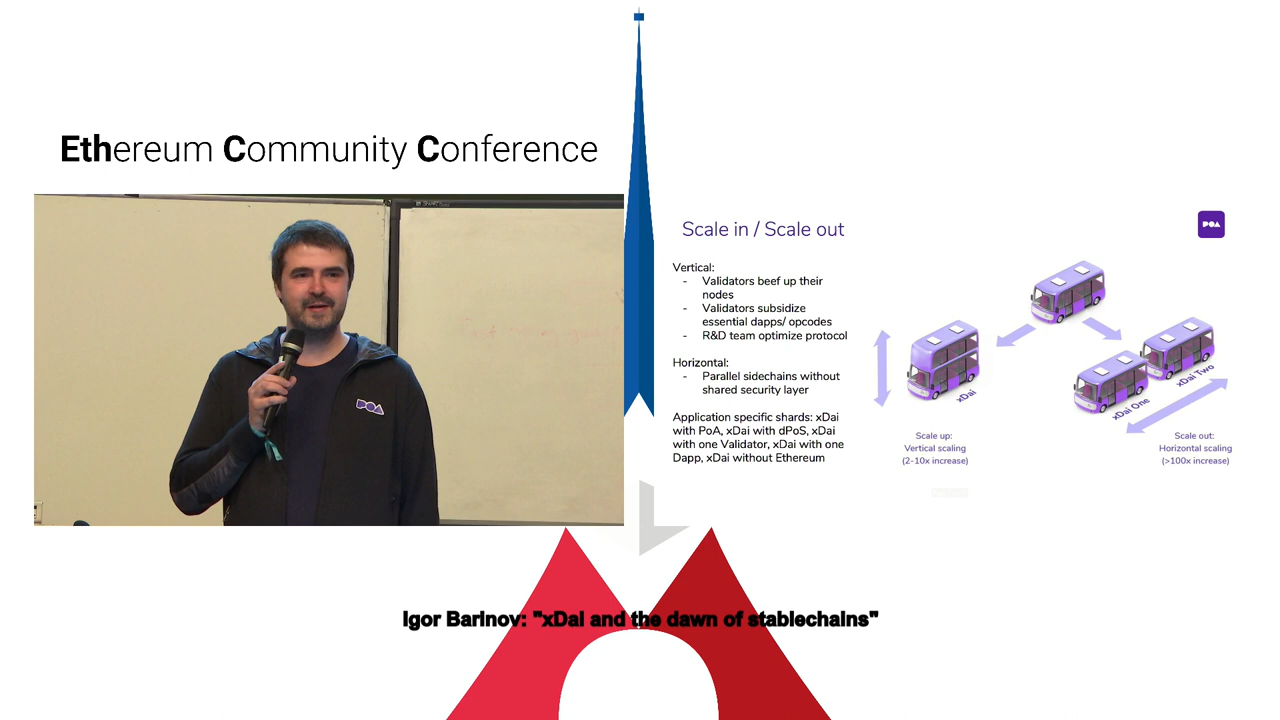 Ethereum Community Conference
POA
Scale in / Scale out
POA
Vertical:
- Validators beef up their
nodes
- Validators subsidize
essential dapps/ opcodes
- R&D team optimize protocol
Horizontal:
- Parallel sidechains without
shared security layer
Application specific shards: xDai
with PoA, xDai with dPoS, xDai
with one Validator, xDai with one
Dapp, xDai without Ethereum
xDai
xDai One
xDai Two
Scale up:
Vertical scaling
(2-10x increase)
Scale out:
Horizontal scaling
(>100x increase)
Igor Barinov: "xDai and the dawn of stablechains"